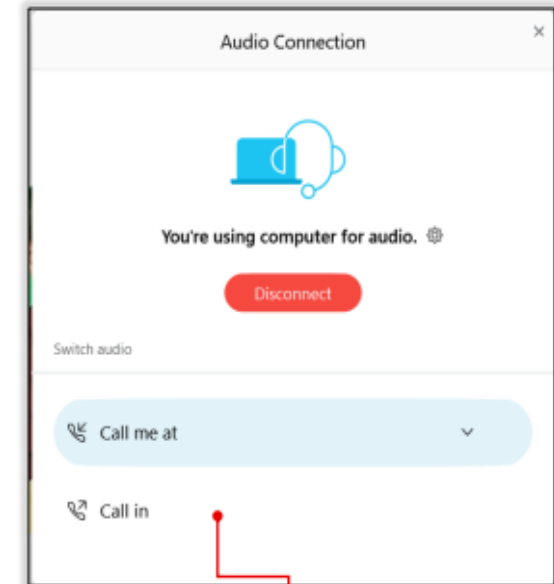 Audio Connection
You're using computer for audio.
Disconnect
Switch audio
Call me at
Call in